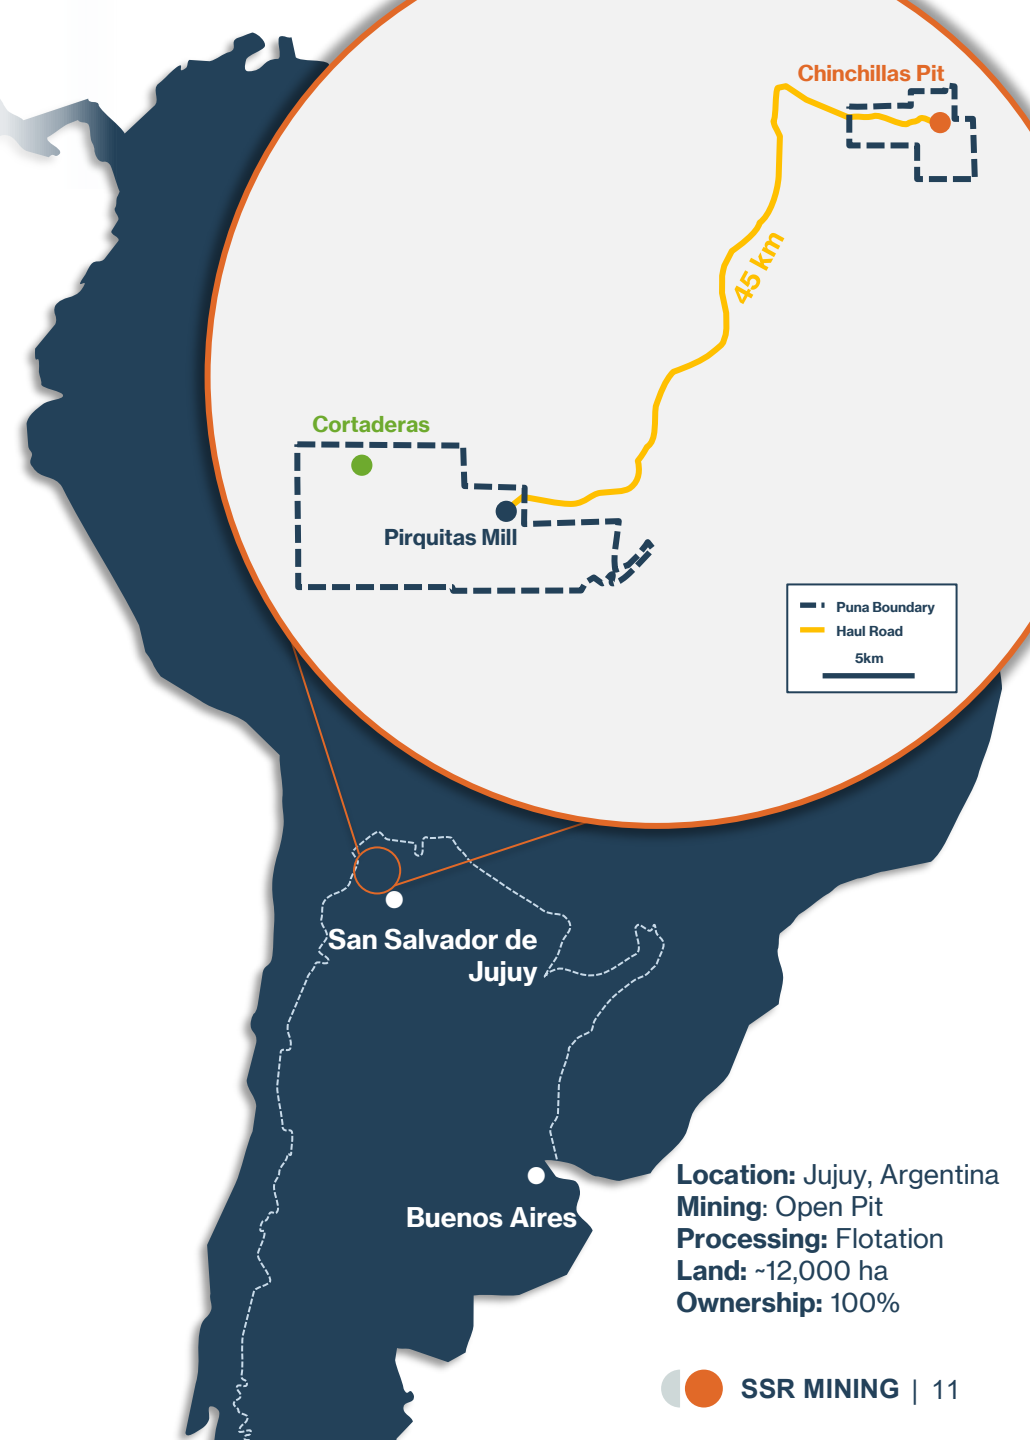 Chinchillas Pit
45 km
Cortaderas
Pirquitas Mill
Puna Boundary
Haul Road
5km
San Salvador de
Jujuy
Buenos Aires
Location: Jujuy, Argentina
Mining: Open Pit
Processing: Flotation
Land: ~12,000 ha
Ownership: 100%
SSR MINING | 11